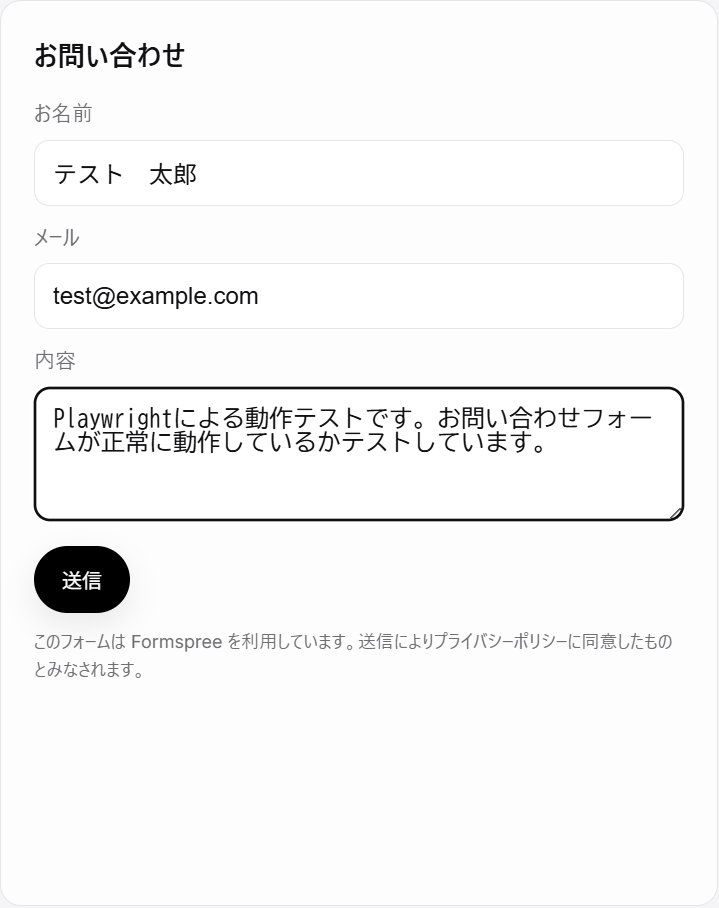 お問い合わせ
お名前
テスト　太郎
メール
test@example.com
内容
Playwrightによる動作テストです。お問い合わせフォー
ムが正常に動作しているかテストしています。
送信
このフォームは Formspree を利用しています。送信によりプライバシーポリシーに同意したもの
とみなされます。